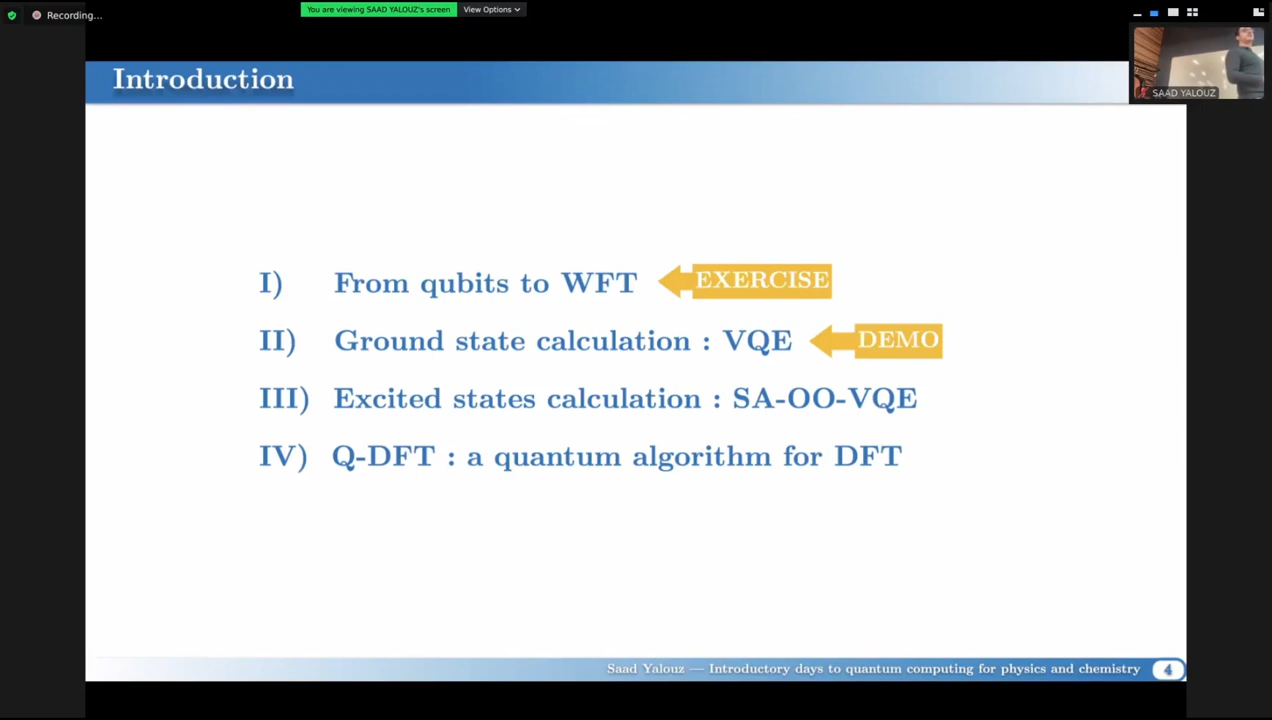 Recording...
You are viewing SAAD YALOUZ's screen
View Options
Introduction
SAAD YALOUZ
I) From qubits to WFT EXERCISE
II) Ground state calculation : VQE DEMO
III) Excited states calculation : SA-OO-VQE
IV) Q-DFT : a quantum algorithm for DFT
Saad Yalouz — Introductory days to quantum computing for physics and chemistry 4